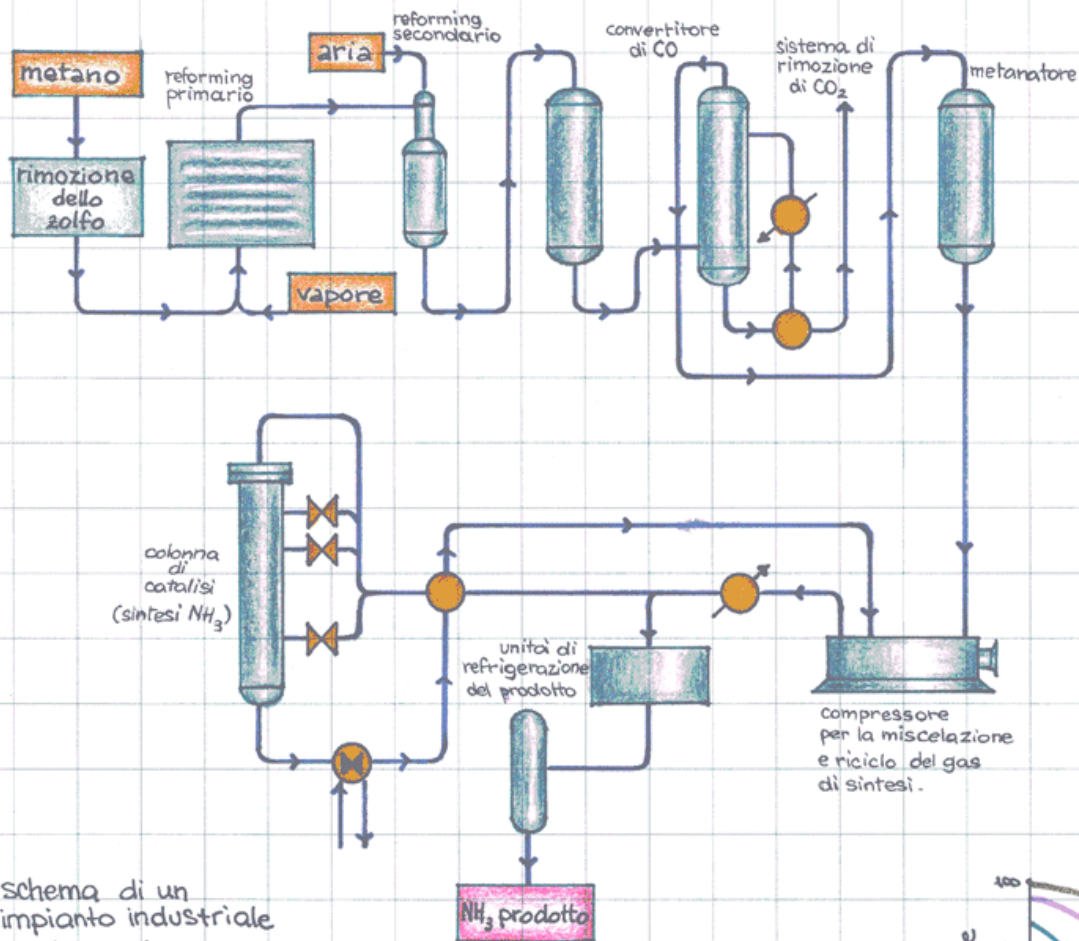 metano
rimozione
dello
zolfo
reforming
primario
vapore
aria
reforming
secondario
convertitore
di CO
sistema di
rimozione
di CO₂
metanatore
colonna
di
catalisi
(sintesi NH₃)
unità di
refrigerazione
del prodotto
compressore
per la miscelazione
e riciclo del gas
di sintesi.
NH₃ prodotto
schema di un
impianto industriale
100